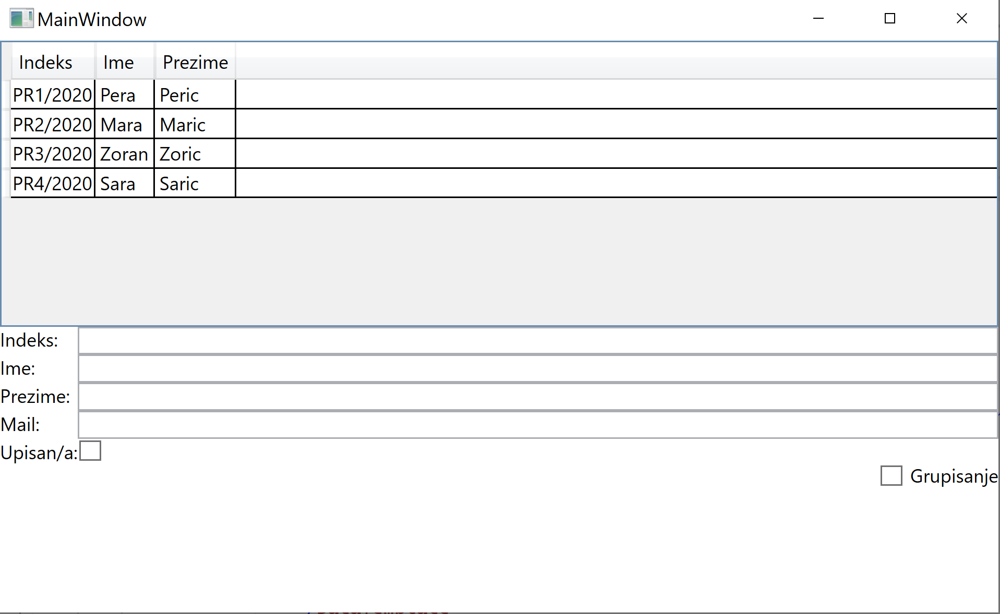 MainWindow
Indeks Ime Prezime
PR1/2020 Pera Peric
PR2/2020 Mara Maric
PR3/2020 Zoran Zoric
PR4/2020 Sara Saric
Indeks:
Ime:
Prezime:
Mail:
Upisan/a:
Grupisanje